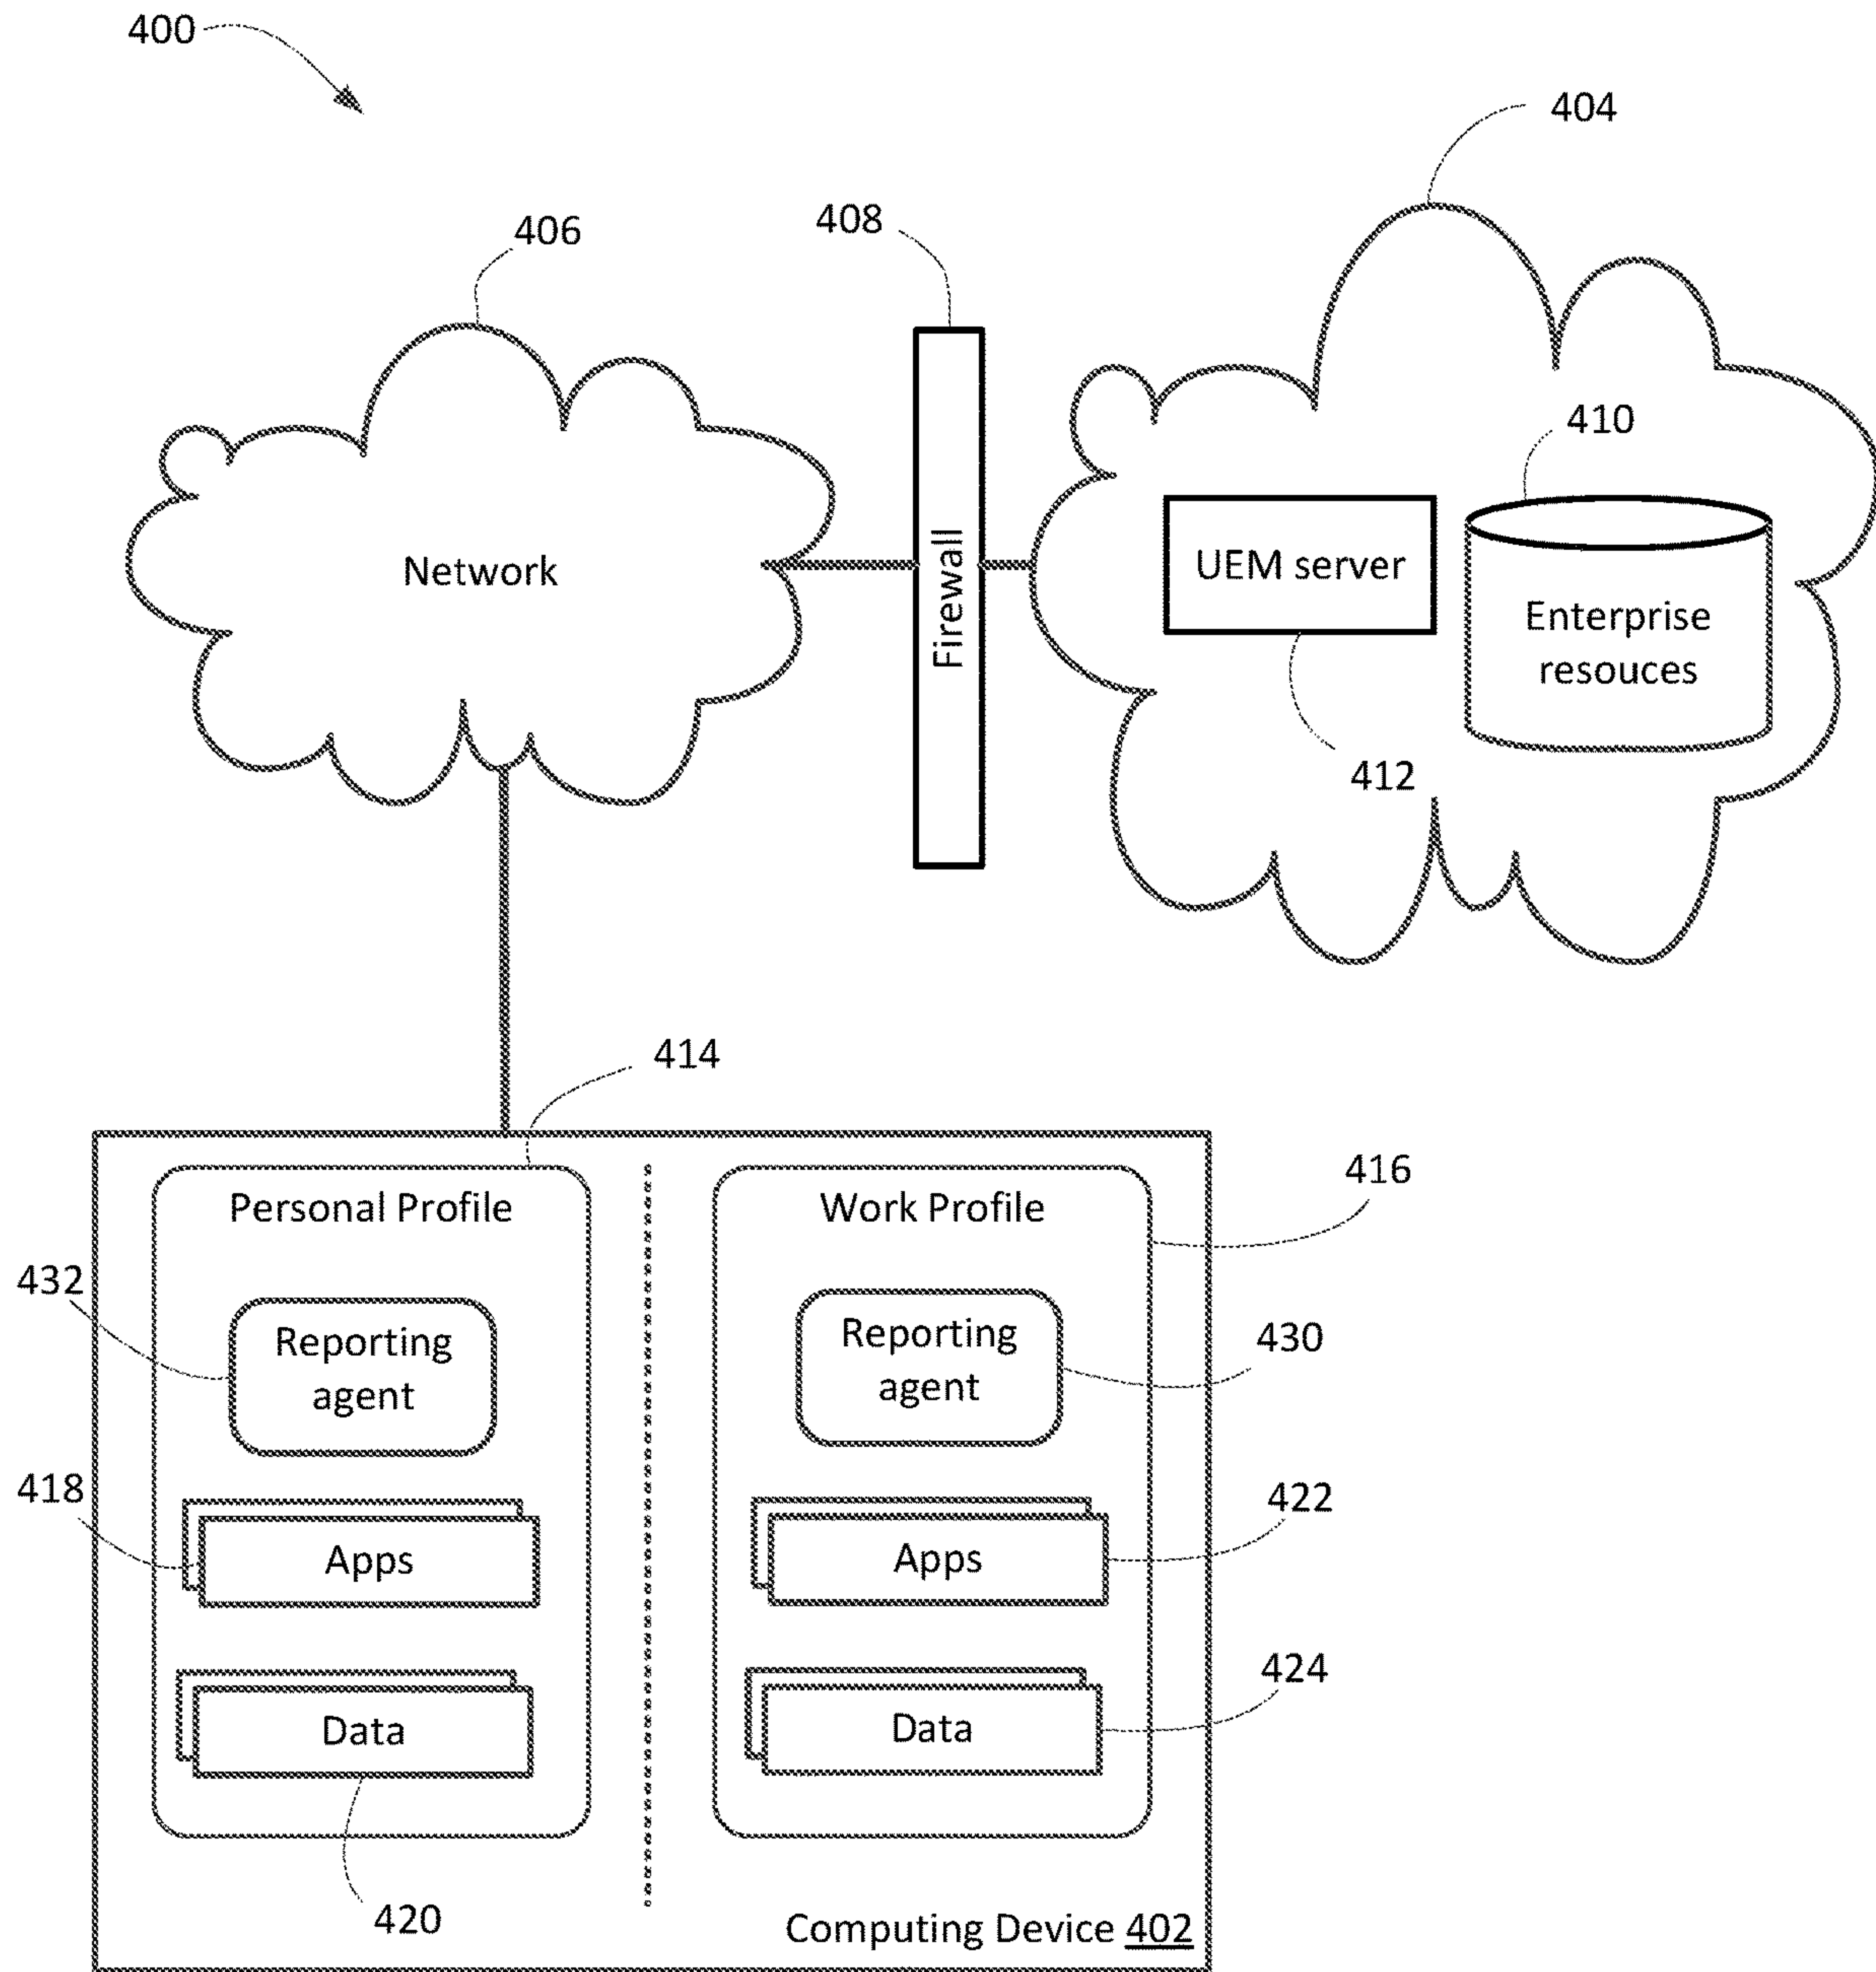 400
404
406
408
410
Network
Firewall
UEM server
Enterprise
resouces
412
414
Personal Profile
Work Profile
416
432
Reporting
agent
Reporting
agent
430
418
Apps
Apps
422
Data
Data
424
420
Computing Device 402